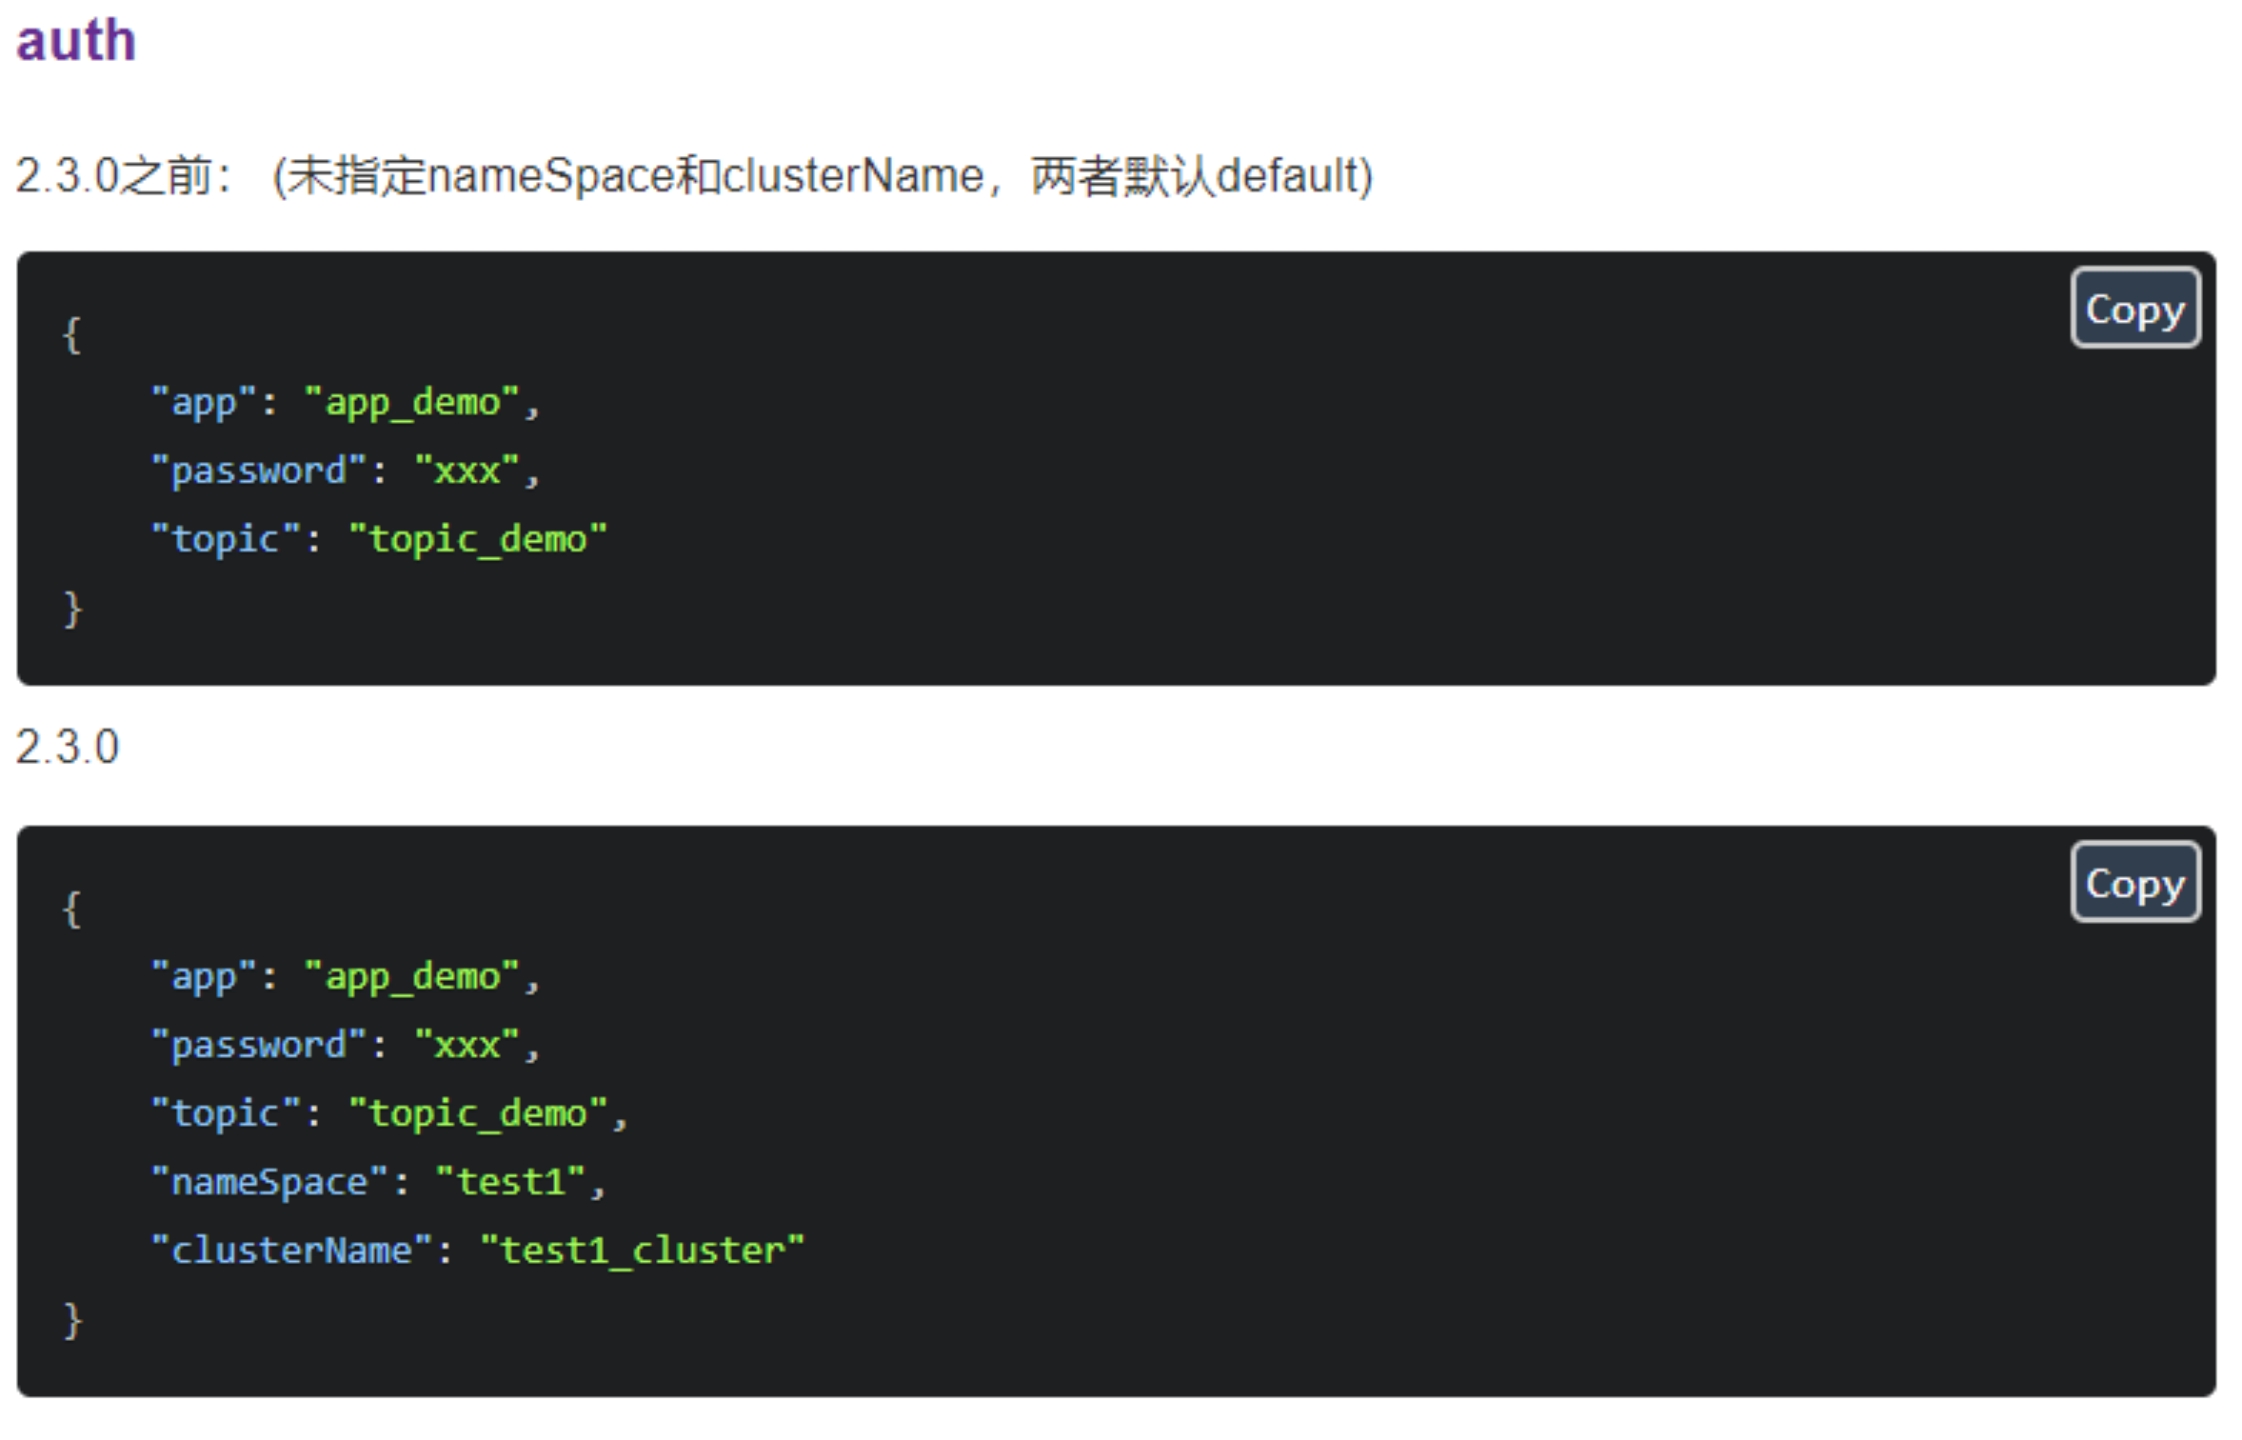 auth
2.3.0之前： (未指定nameSpace和clusterName，两者默认default)
Copy
{
    "app": "app_demo",
    "password": "xxx",
    "topic": "topic_demo"
}
2.3.0
Copy
{
    "app": "app_demo",
    "password": "xxx",
    "topic": "topic_demo",
    "nameSpace": "test1",
    "clusterName": "test1_cluster"
}